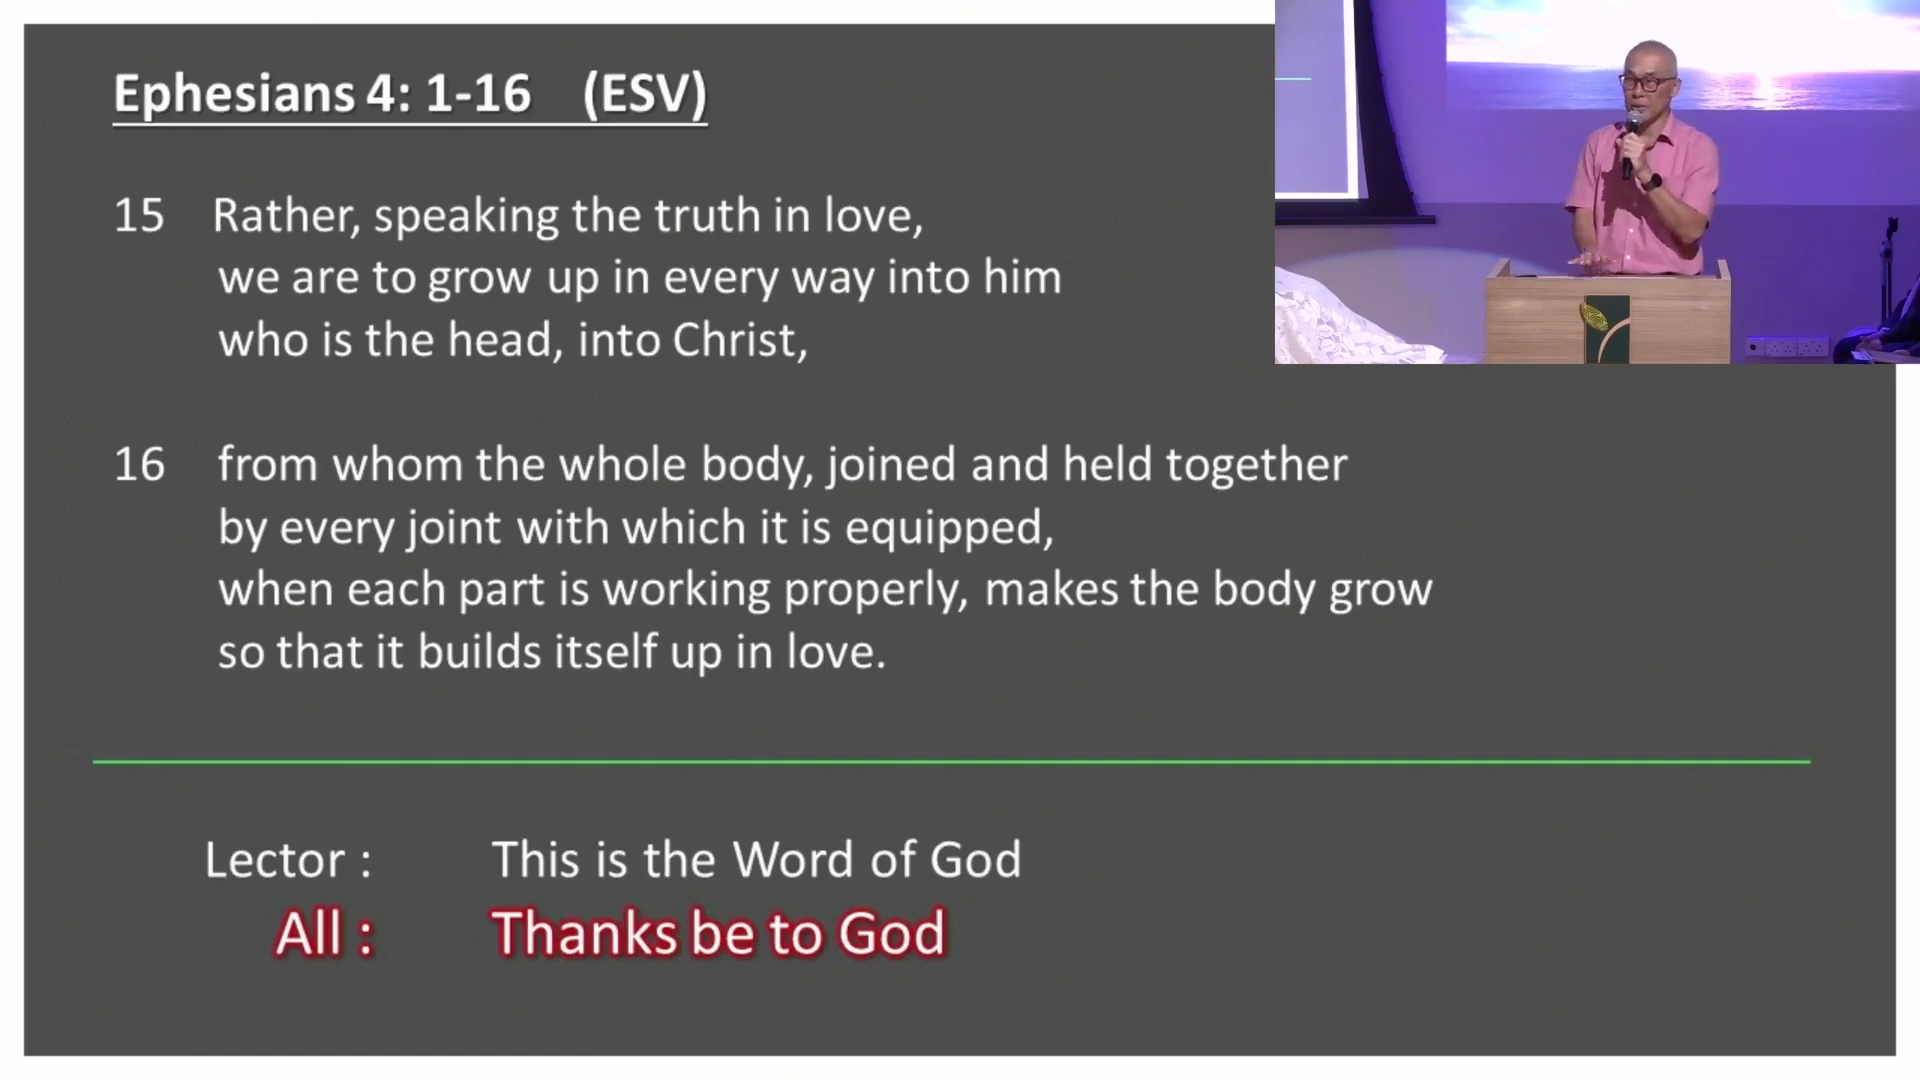 Ephesians 4: 1-16 (ESV)
15 Rather, speaking the truth in love,
we are to grow up in every way into him
who is the head, into Christ,
16 from whom the whole body, joined and held together
by every joint with which it is equipped,
when each part is working properly, makes the body grow
so that it builds itself up in love.
Lector : This is the Word of God
All : Thanks be to God